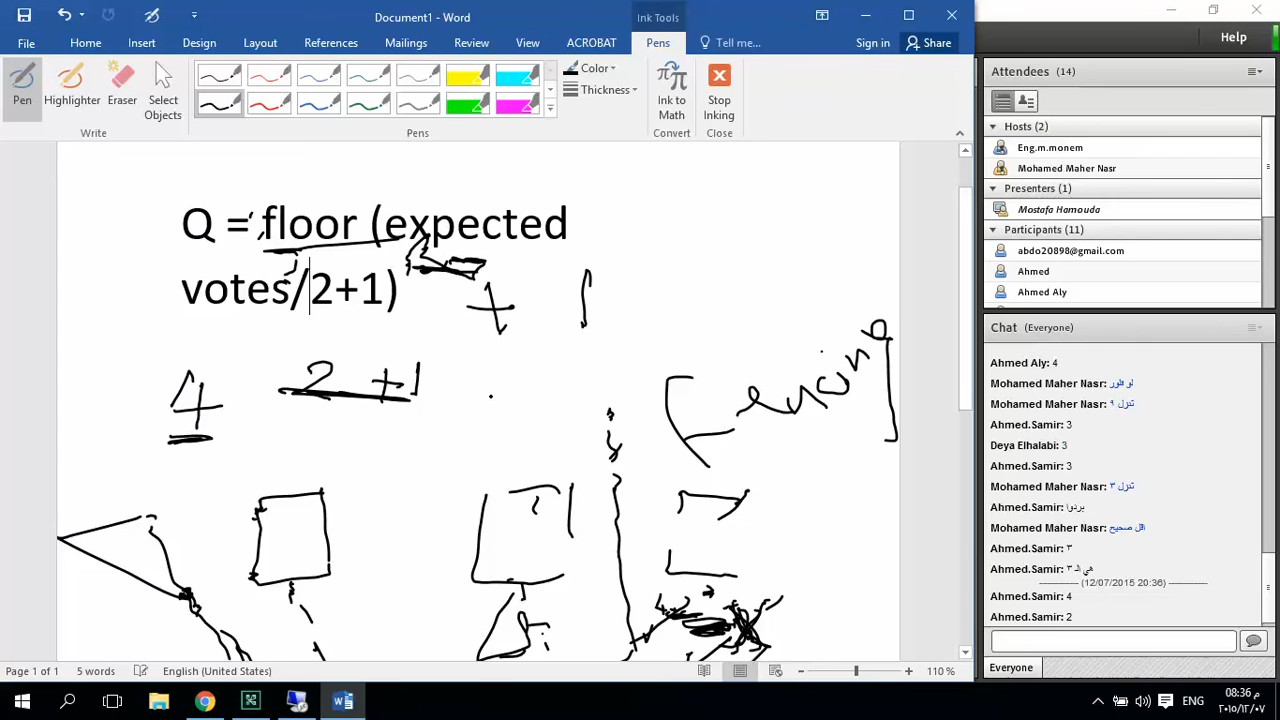 Document1 - Word
Ink Tools
File
Home
Insert
Design
Layout
References
Mailings
Review
View
ACROBAT
Pens
Tell me...
Sign in
Share
Pen
Highlighter
Eraser
Select
Objects
Color
Thickness
Ink to
Math
Stop
Inking
Write
Pens
Convert
Close
Q = floor (expected
votes/2+1)
+ 1
4
2 +1
Page 1 of 1
5 words
English (United States)
110 %
Help
Attendees (14)
Hosts (2)
Eng.m.monem
Mohamed Maher Nasr
Presenters (1)
Mostafa Hamouda
Participants (11)
abdo20898@gmail.com
Ahmed
Ahmed Aly
Chat (Everyone)
Ahmed Aly: 4
Mohamed Maher Nasr: لو فلور
Mohamed Maher Nasr: تنزل ٩
Ahmed.Samir: 3
Deya Elhalabi: 3
Ahmed.Samir: 3
Mohamed Maher Nasr: تنزل ٣
Ahmed.Samir: بردوا
Mohamed Maher Nasr: اقل صحيح
Ahmed.Samir: ٣
Ahmed.Samir: هي الـ ٣
(12/07/2015 20:36)
Ahmed.Samir: 4
Ahmed.Samir: 2
Everyone
ENG
08:36 م
٢٠١٥/١٢/٠٧